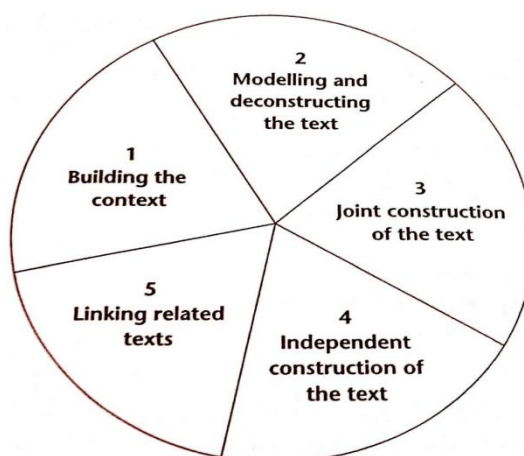 1
Building the
context
2
Modelling and
deconstructing
the text
3
Joint construction
of the text
4
Independent
construction of
the text
5
Linking related
texts